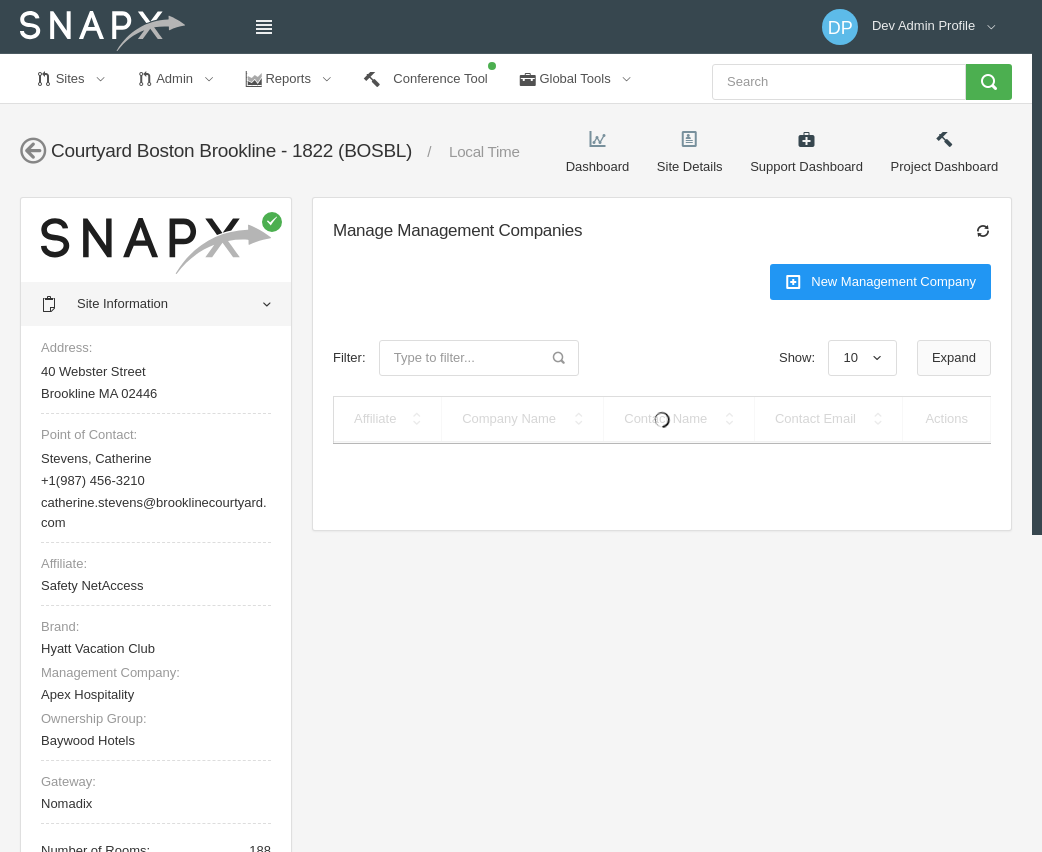 SNAPX
DP
Dev Admin Profile
Sites
Admin
Reports
Conference Tool
Global Tools
Search
Courtyard Boston Brookline - 1822 (BOSBL) / Local Time
Dashboard
Site Details
Support Dashboard
Project Dashboard
SNAPX
Site Information
Address:
40 Webster Street
Brookline MA 02446
Point of Contact:
Stevens, Catherine
+1(987) 456-3210
catherine.stevens@brooklinecourtyard.
com
Affiliate:
Safety NetAccess
Brand:
Hyatt Vacation Club
Management Company:
Apex Hospitality
Ownership Group:
Baywood Hotels
Gateway:
Nomadix
Number of Rooms: 188
Manage Management Companies
New Management Company
Filter: Type to filter... Show: 10 Expand
Affiliate Company Name Contact Name Contact Email Actions